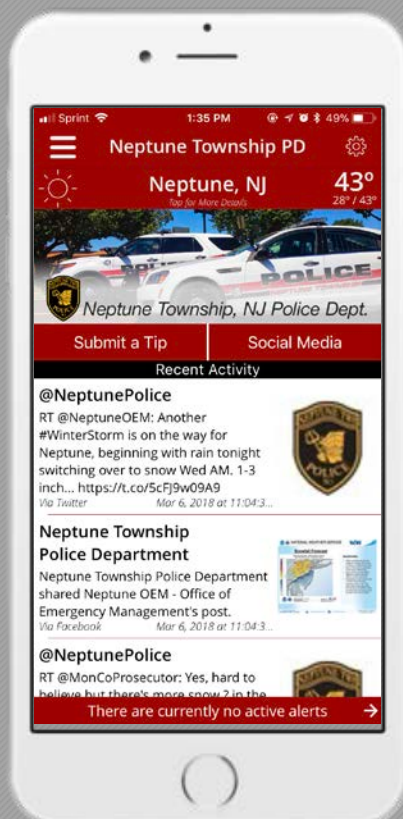 Sprint 1:35 PM 49%
Neptune Township PD
Neptune, NJ 43°
Tap for More Details 28° / 43°
POLICE
Neptune Township, NJ Police Dept.
Submit a Tip Social Media
Recent Activity
@NeptunePolice
RT @NeptuneOEM: Another
#WinterStorm is on the way for
Neptune, beginning with rain tonight
switching over to snow Wed AM. 1-3
inch... https://t.co/5cFJ9w09A9
Via Twitter Mar 6, 2018 at 11:04:3...
NEPTUNE TWP
POLICE
Neptune Township
Police Department
Neptune Township Police Department
shared Neptune OEM - Office of
Emergency Management's post.
Via Facebook Mar 6, 2018 at 11:04:3...
@NeptunePolice
RT @MonCoProsecutor: Yes, hard to
believe but there's more snow ? in the
There are currently no active alerts →